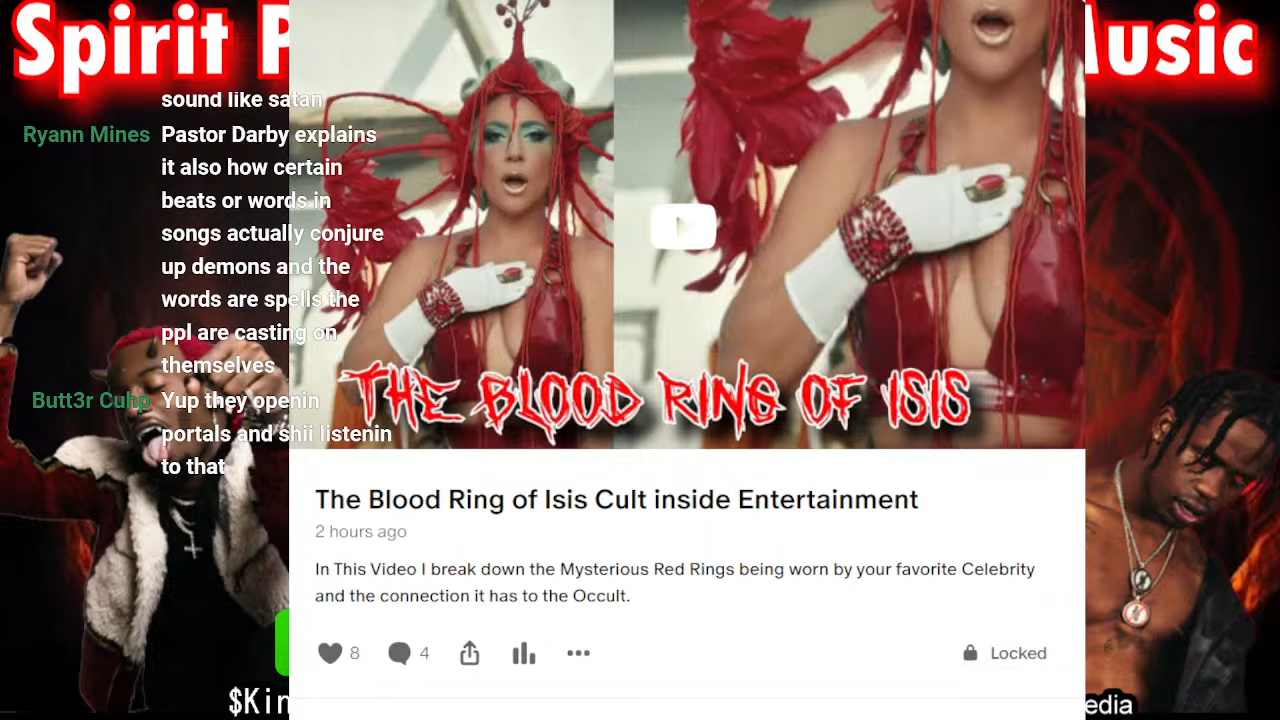 Spirit P
Music
sound like satan
Ryann Mines Pastor Darby explains
it also how certain
beats or words in
songs actually conjure
up demons and the
words are spells the
ppl are casting on
themselves
Butt3r Cuhp Yup they openin
portals and shii listenin
to that
THE BLOOD RING OF ISIS
The Blood Ring of Isis Cult inside Entertainment
2 hours ago
In This Video I break down the Mysterious Red Rings being worn by your favorite Celebrity
and the connection it has to the Occult.
8 4 Locked
$Kin
edia